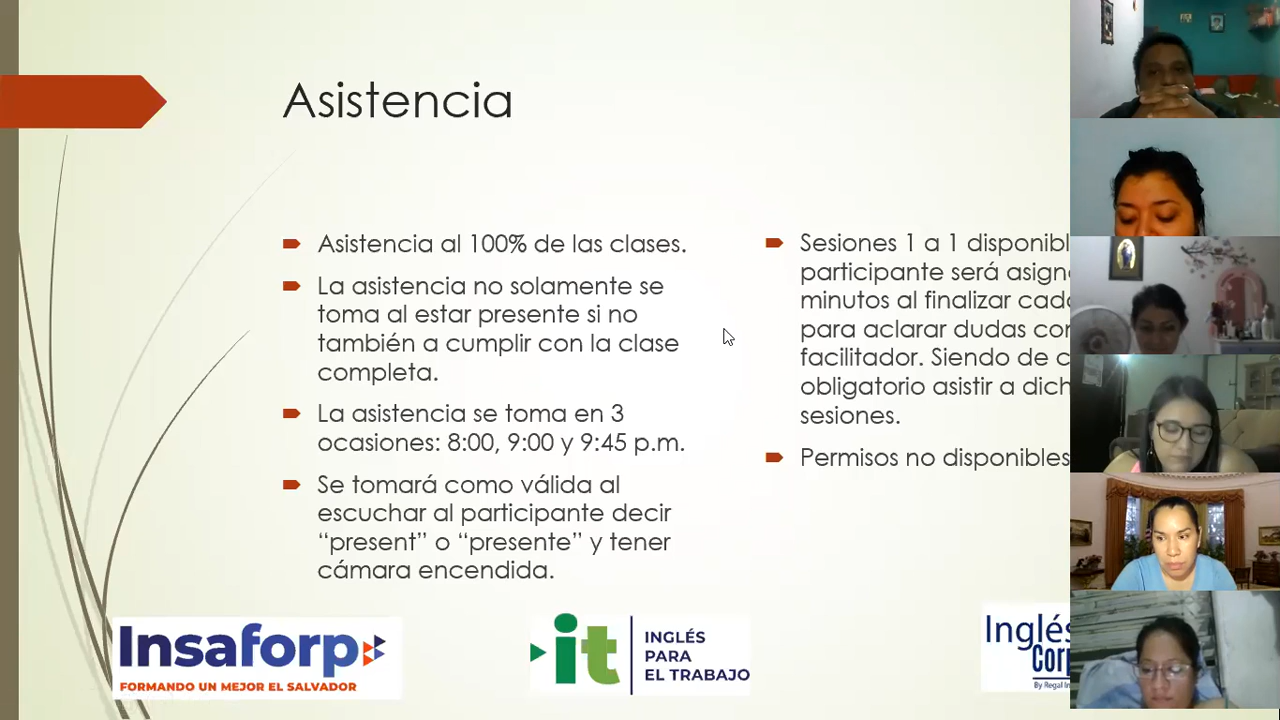 Asistencia
Asistencia al 100% de las clases.
La asistencia no solamente se
toma al estar presente si no
también a cumplir con la clase
completa.
La asistencia se toma en 3
ocasiones: 8:00, 9:00 y 9:45 p.m.
Se tomará como válida al
escuchar al participante decir
“present” o “presente” y tener
cámara encendida.
Sesiones 1 a 1
participante será
minutos al finalizar
para aclarar dudas
facilitador. Siendo de
obligatorio asistir a
sesiones.
Permisos no disponibles
Insaforp
FORMANDO UN MEJOR EL SALVADOR
it
INGLÉS
PARA
EL TRABAJO
Inglés
Corp
By Regal